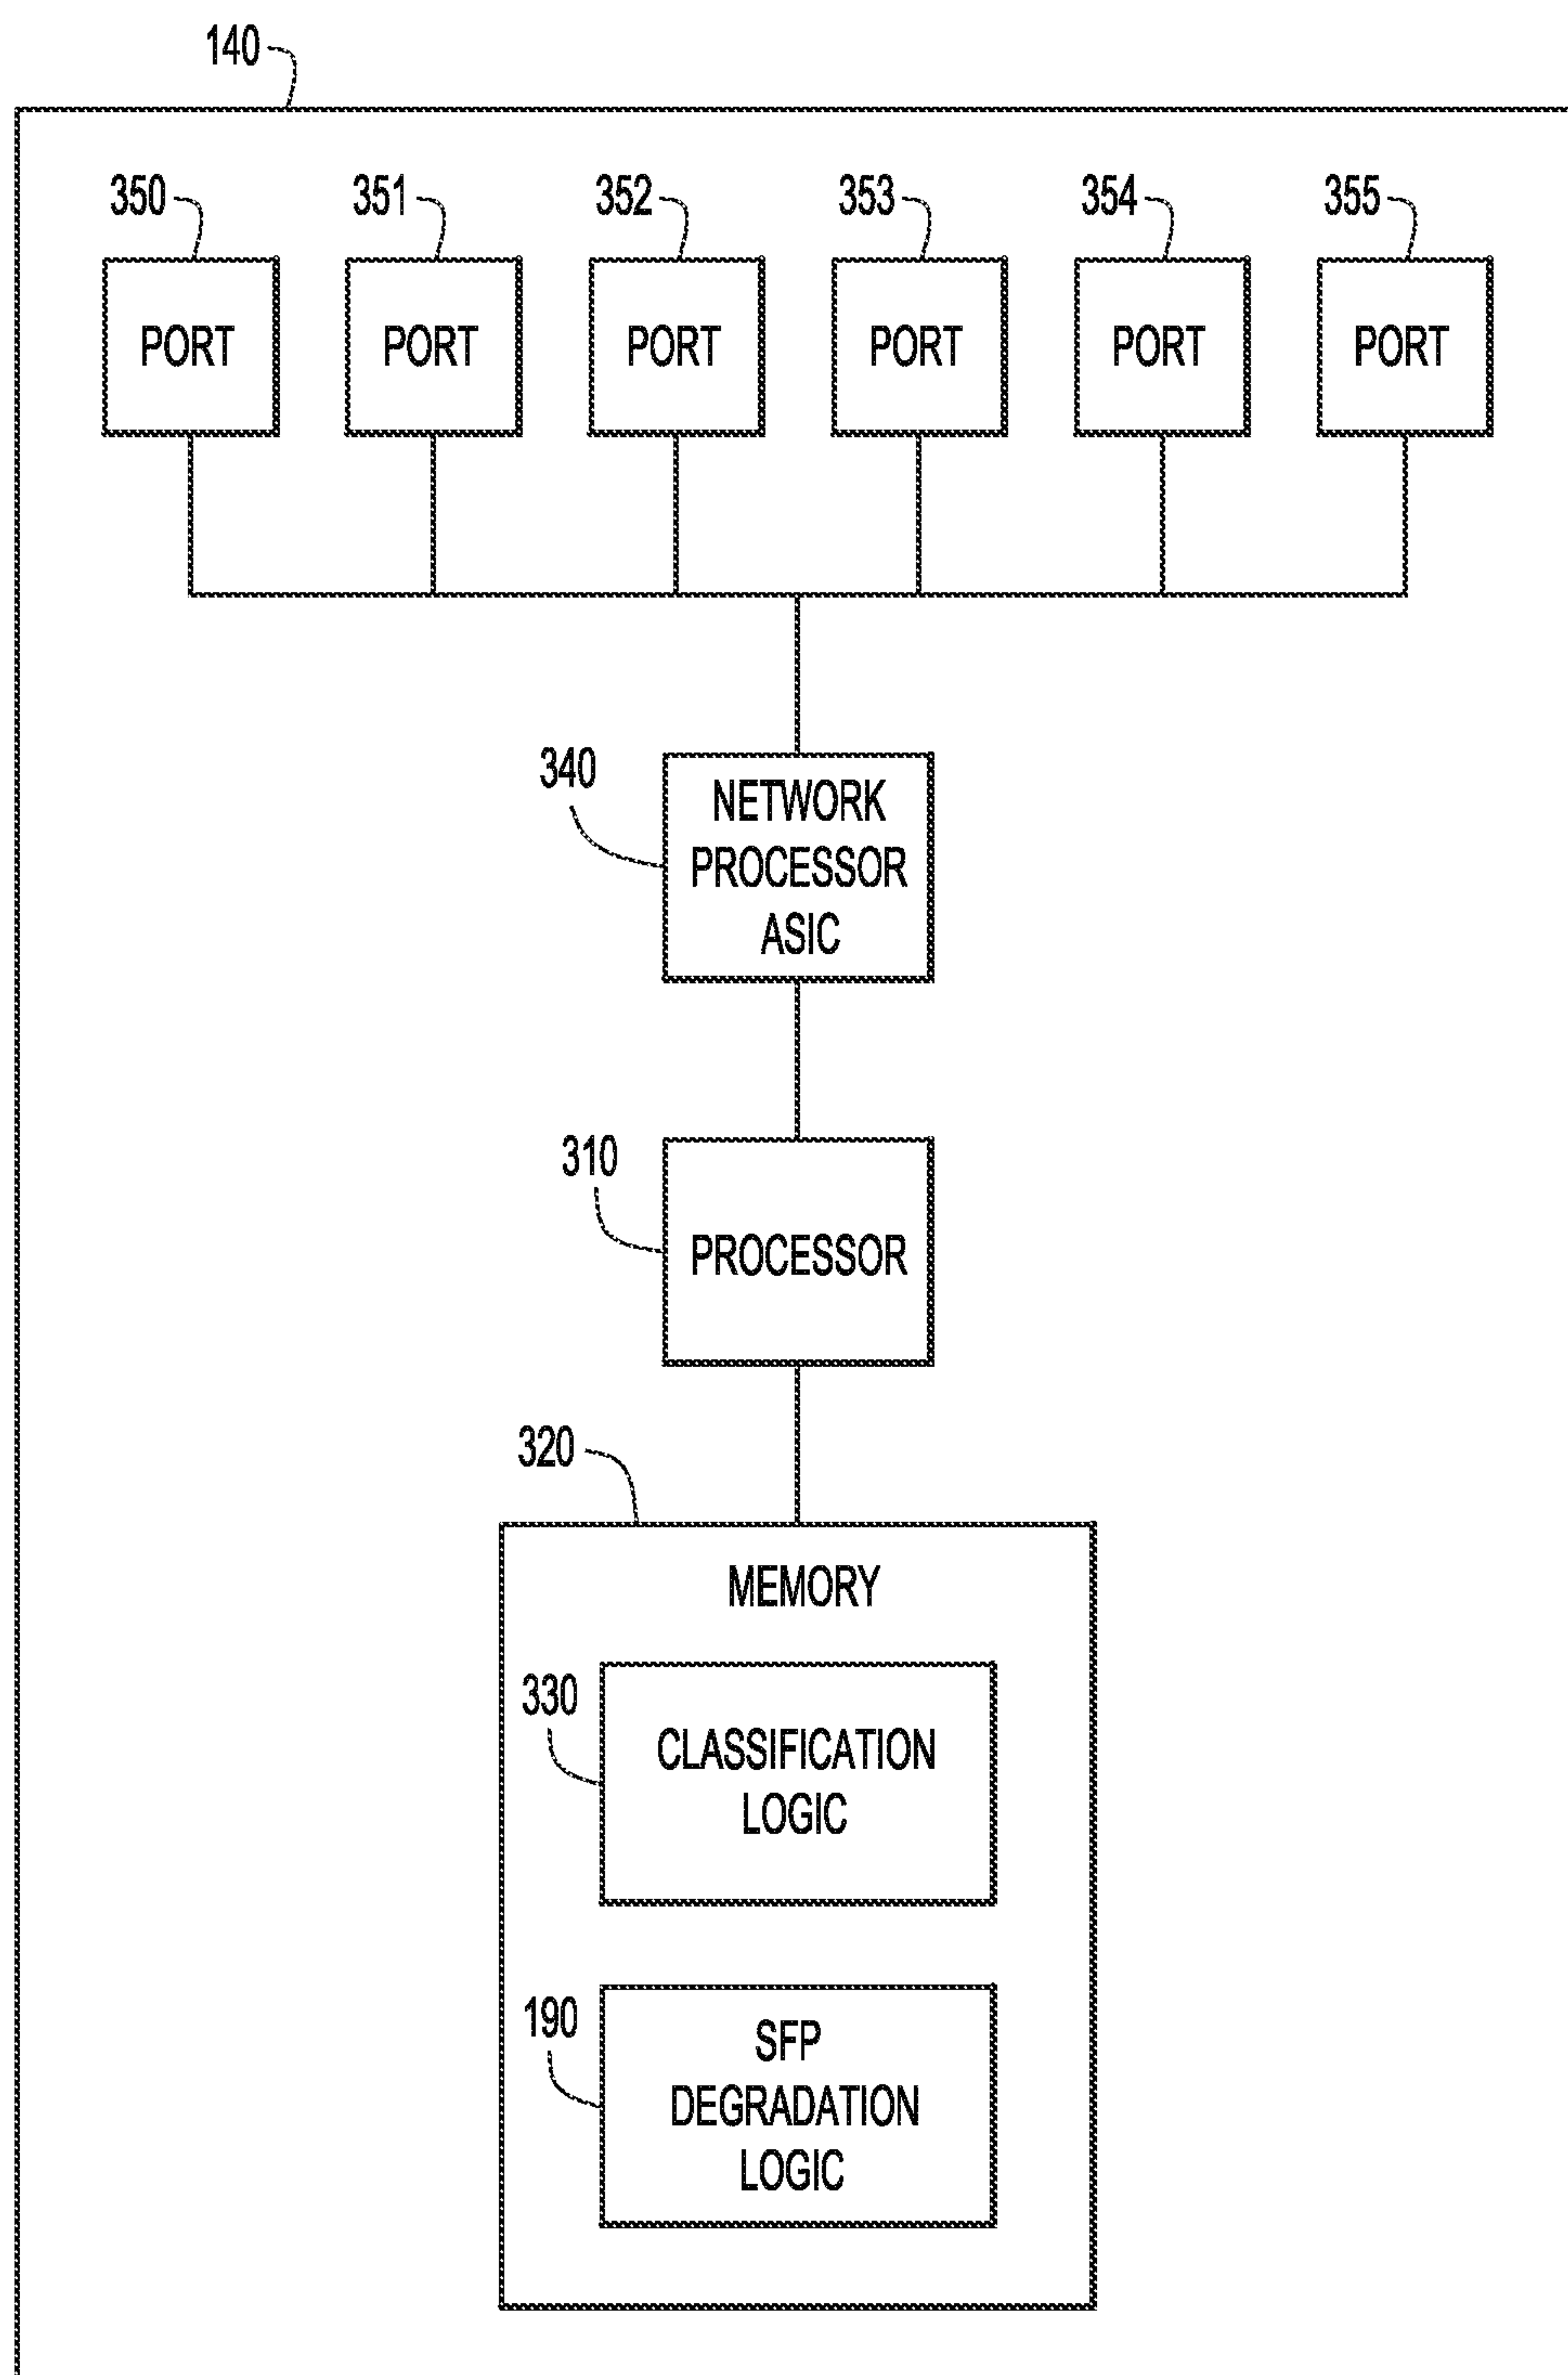 140
350 351 352 353 354 355
PORT PORT PORT PORT PORT PORT
340
NETWORK
PROCESSOR
ASIC
310
PROCESSOR
320
MEMORY
330
CLASSIFICATION
LOGIC
190
SFP
DEGRADATION
LOGIC